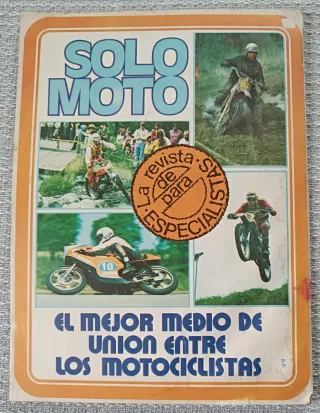 SOLO
MOTO
La revista
de
para
ESPECIALISTAS
10
EL MEJOR MEDIO DE
UNION ENTRE
LOS MOTOCICLISTAS